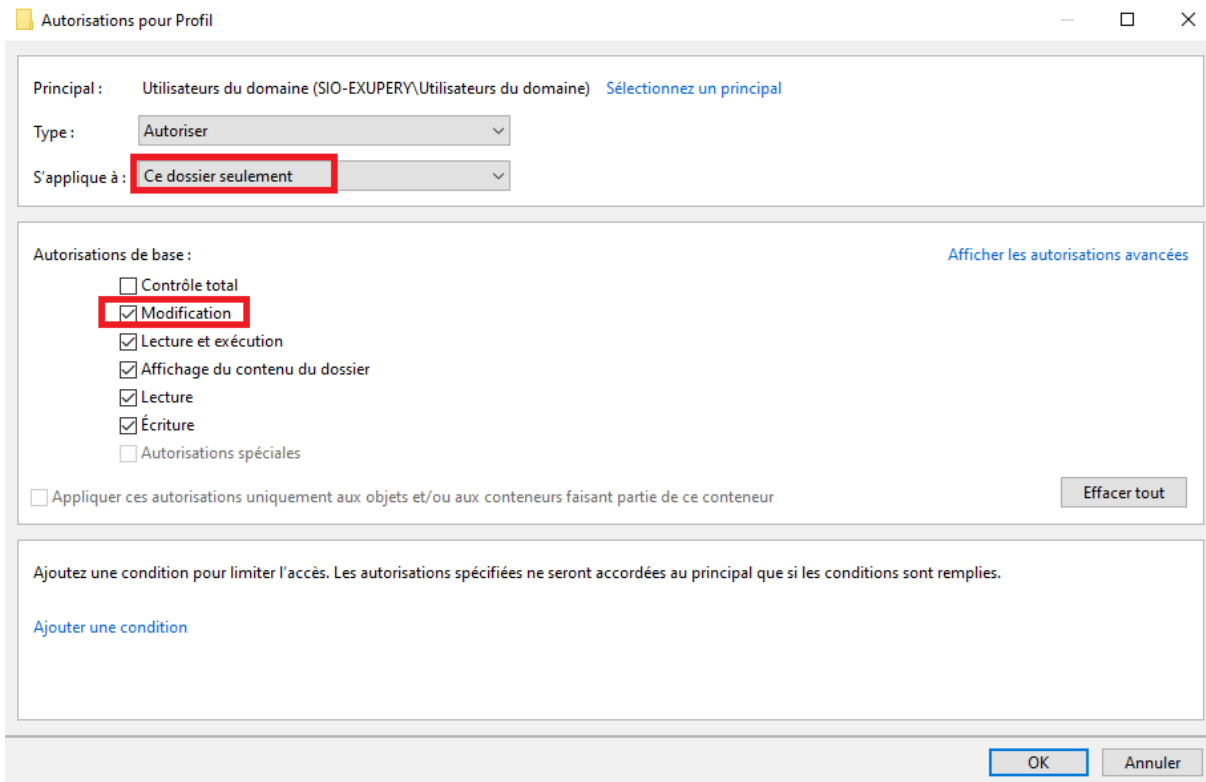 Autorisations pour Profil
Principal : Utilisateurs du domaine (SIO-EXUPERY\Utilisateurs du domaine) Sélectionnez un principal
Type : Autoriser
S'applique à : Ce dossier seulement
Autorisations de base : Afficher les autorisations avancées
Contrôle total
Modification
Lecture et exécution
Affichage du contenu du dossier
Lecture
Écriture
Autorisations spéciales
Appliquer ces autorisations uniquement aux objets et/ou aux conteneurs faisant partie de ce conteneur Effacer tout
Ajoutez une condition pour limiter l'accès. Les autorisations spécifiées ne seront accordées au principal que si les conditions sont remplies.
Ajouter une condition
OK Annuler